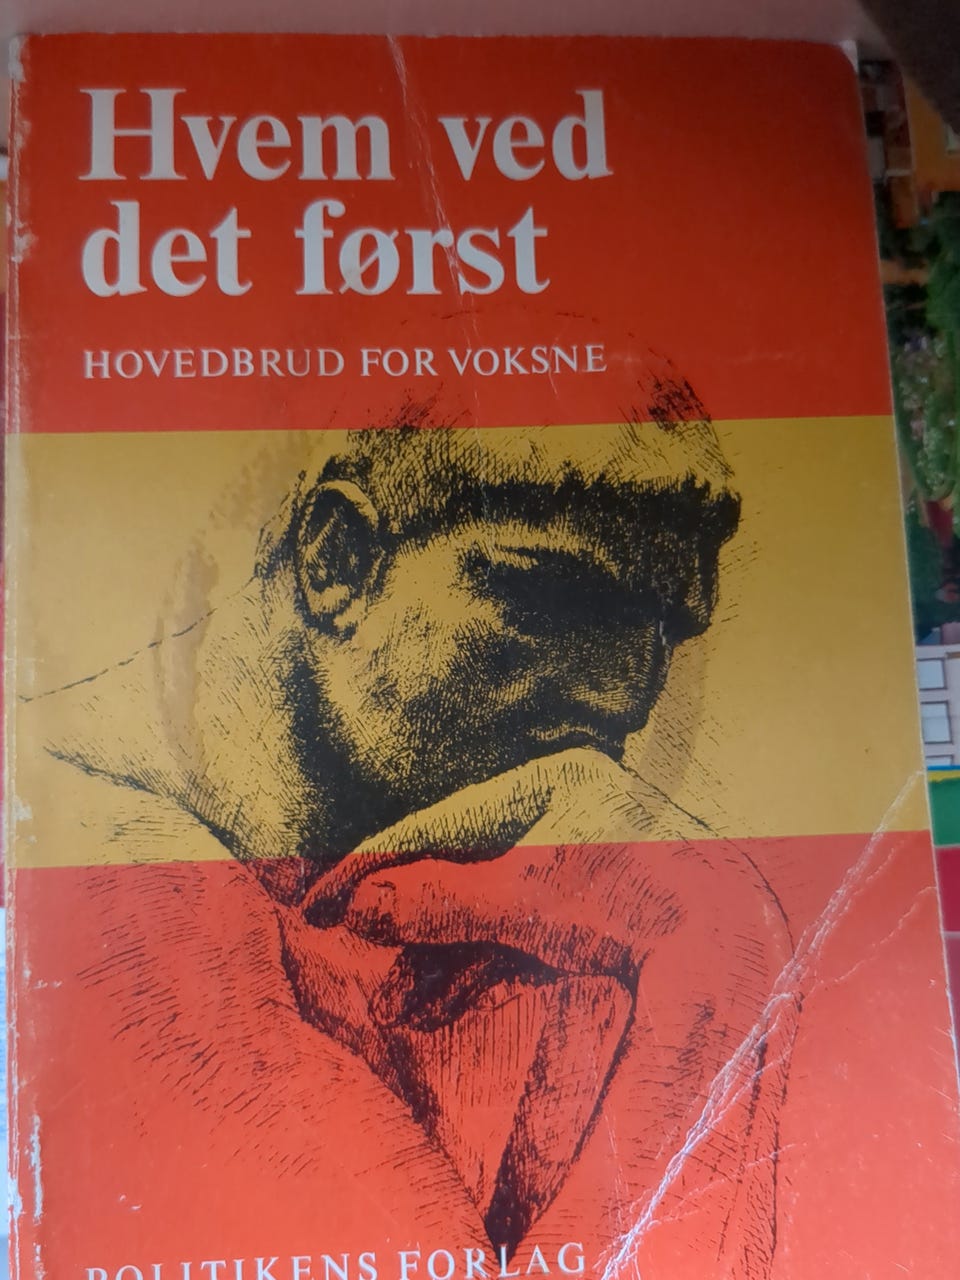 Hvem ved
det først
HOVEDBRUD FOR VOKSNE
POLITIKENS FORLAG